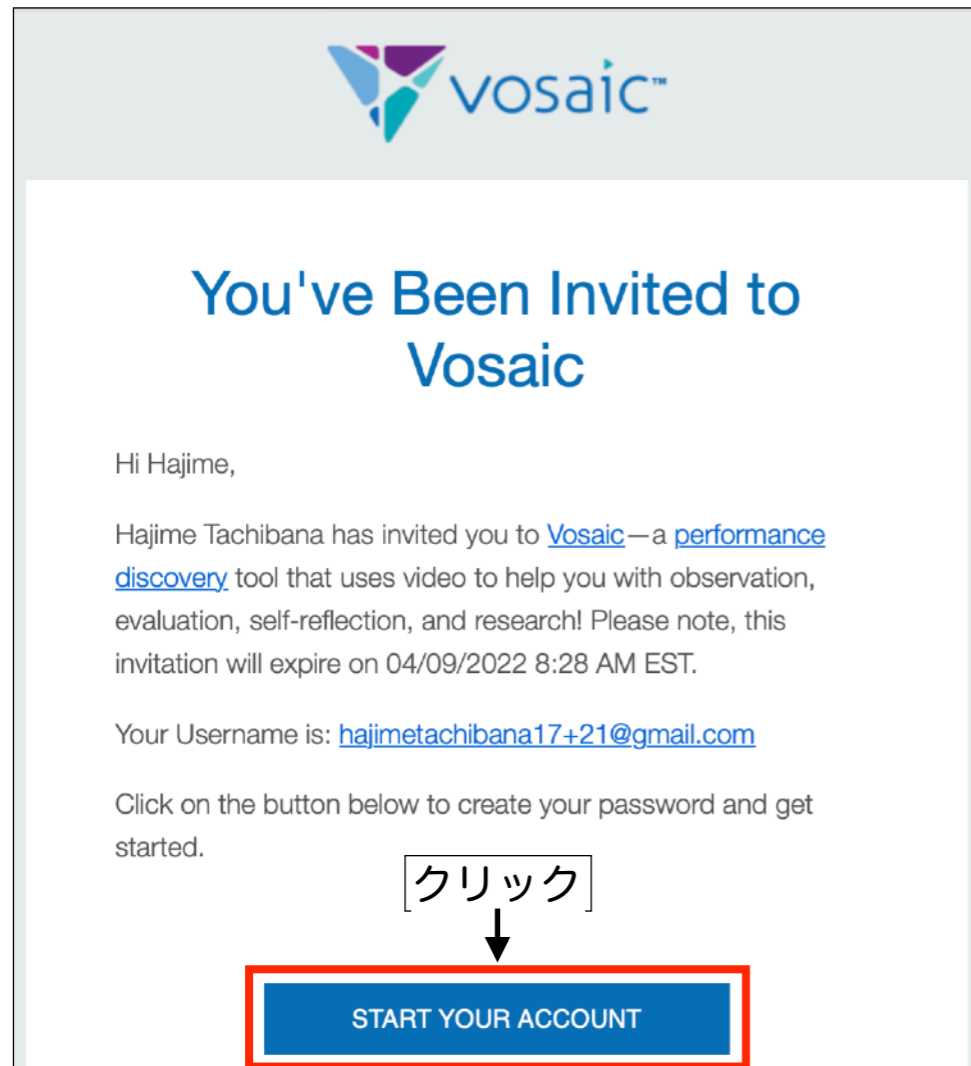 vosaic™
You've Been Invited to
Vosaic
Hi Hajime,
Hajime Tachibana has invited you to Vosaic—a performance
discovery tool that uses video to help you with observation,
evaluation, self-reflection, and research! Please note, this
invitation will expire on 04/09/2022 8:28 AM EST.
Your Username is: hajimetachibana17+21@gmail.com
Click on the button below to create your password and get
started.
クリック
START YOUR ACCOUNT